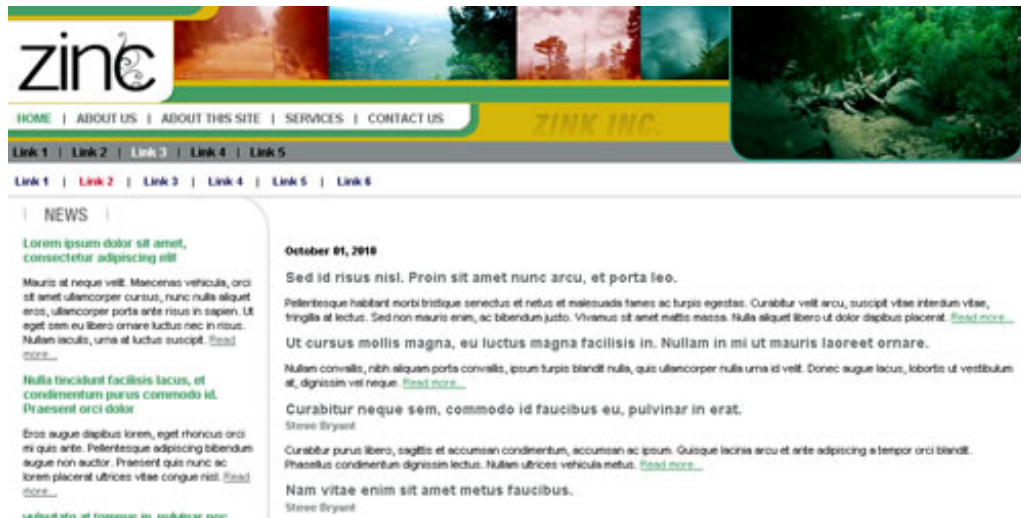 zinc
HOME | ABOUT US | ABOUT THIS SITE | SERVICES | CONTACT US
ZINK INC.
Link 1 | Link 2 | Link 3 | Link 4 | Link 5
Link 1 | Link 2 | Link 3 | Link 4 | Link 5 | Link 6
NEWS
Lorem ipsum dolor sit amet,
consectetur adipiscing elit
Mauris at neque velit. Maecenas vehicula, orci
sit amet ullamcorper cursus, nunc nulla aliquet
eros, ullamcorper porta ante risus in sapien. Ut
eget sem eu libero ornare luctus nec in risus.
Nullam iaculis, urna at luctus suscipit. Read
more...
Nulla tincidunt facilisis lacus, et
condimentum purus commodo id.
Praesent orci dolor
Eros augue dapibus lorem, eget rhoncus orci
mi quis ante. Pellentesque adipiscing bibendum
augue non auctor. Praesent quis nunc ac
lorem placerat ultrices vitae congue nisl. Read
more...
vulputate at tempus in, pulvinar nec
October 01, 2010
Sed id risus nisl. Proin sit amet nunc arcu, et porta leo.
Pellentesque habitant morbi tristique senectus et netus et malesuada fames ac turpis egestas. Curabitur velit arcu, suscipit vitae interdum vitae,
fringilla at lectus. Sed non mauris enim, ac bibendum justo. Vivamus sit amet mattis massa. Nulla aliquet libero ut dolor dapibus placerat. Read more...
Ut cursus mollis magna, eu luctus magna facilisis in. Nullam in mi ut mauris laoreet ornare.
Nullam convallis, nibh aliquam porta convallis, ipsum turpis blandit nulla, quis ullamcorper nulla urna id velit. Donec augue lacus, lobortis ut vestibulum
at, dignissim vel neque. Read more...
Curabitur neque sem, commodo id faucibus eu, pulvinar in erat.
Steve Bryant
Curabitur purus libero, sagittis et accumsan condimentum, accumsan ac ipsum. Quisque lacinia arcu et ante adipiscing a tempor orci blandit.
Phasellus condimentum dignissim lectus. Nullam ultrices vehicula metus. Read more...
Nam vitae enim sit amet metus faucibus.
Steve Bryant